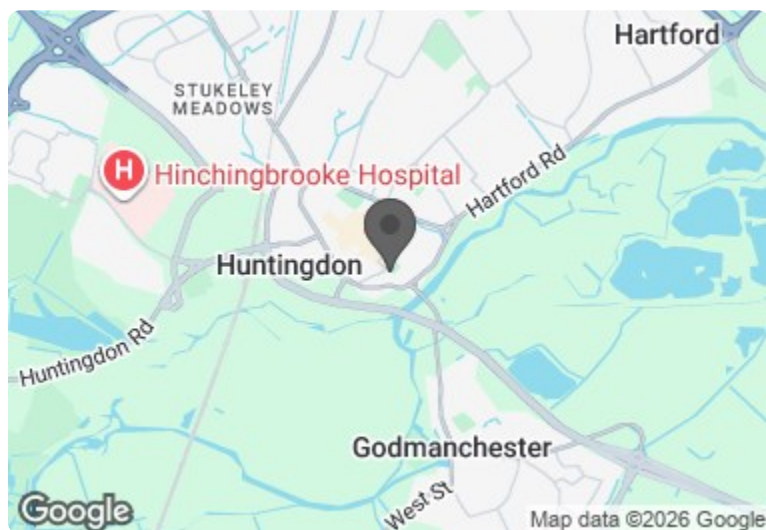 Hartford
STUKELEY
MEADOWS
H
Hinchingbrooke Hospital
Hartford Rd
Huntingdon
Huntingdon Rd
Godmanchester
West St
Google
Map data ©2026 Google